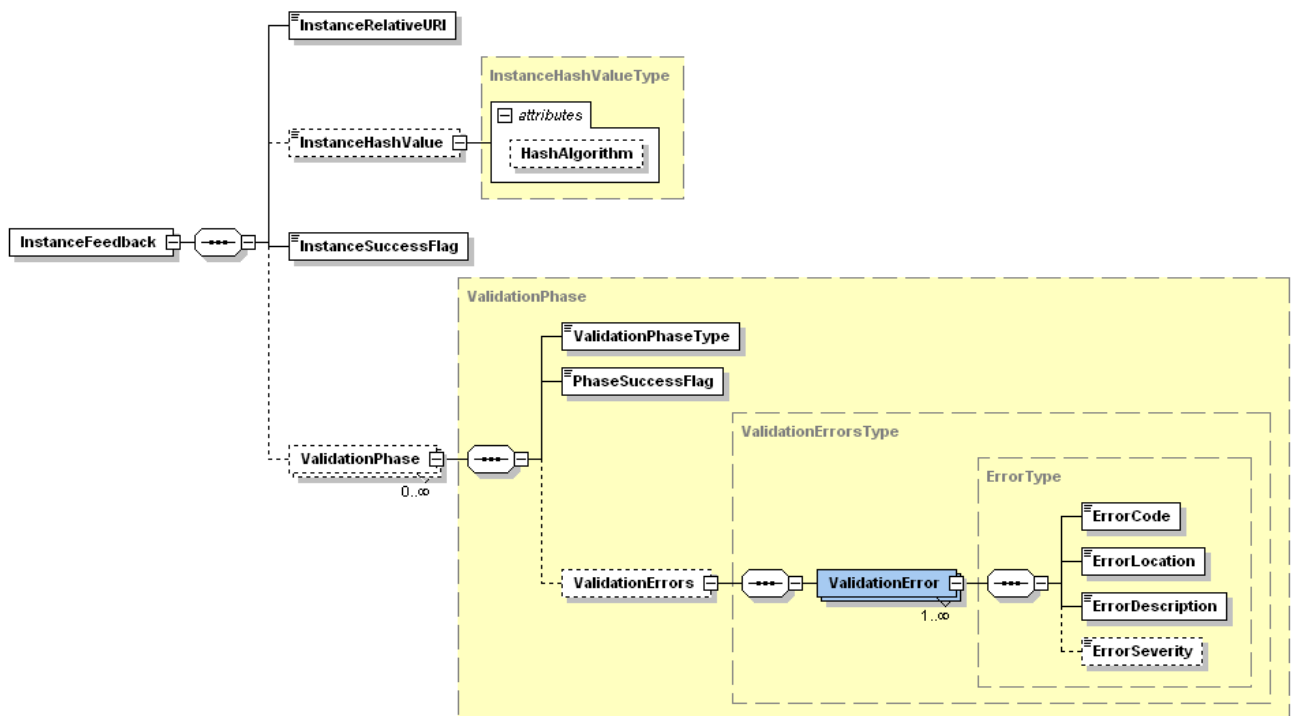 InstanceRelativeURI
InstanceHashValueType
attributes
InstanceHashValue
HashAlgorithm
InstanceFeedback
InstanceSuccessFlag
ValidationPhase
ValidationPhaseType
PhaseSuccessFlag
ValidationErrorsType
ValidationPhase
0..∞
ErrorType
ErrorCode
ErrorLocation
ValidationErrors
ValidationError
1..∞
ErrorDescription
ErrorSeverity